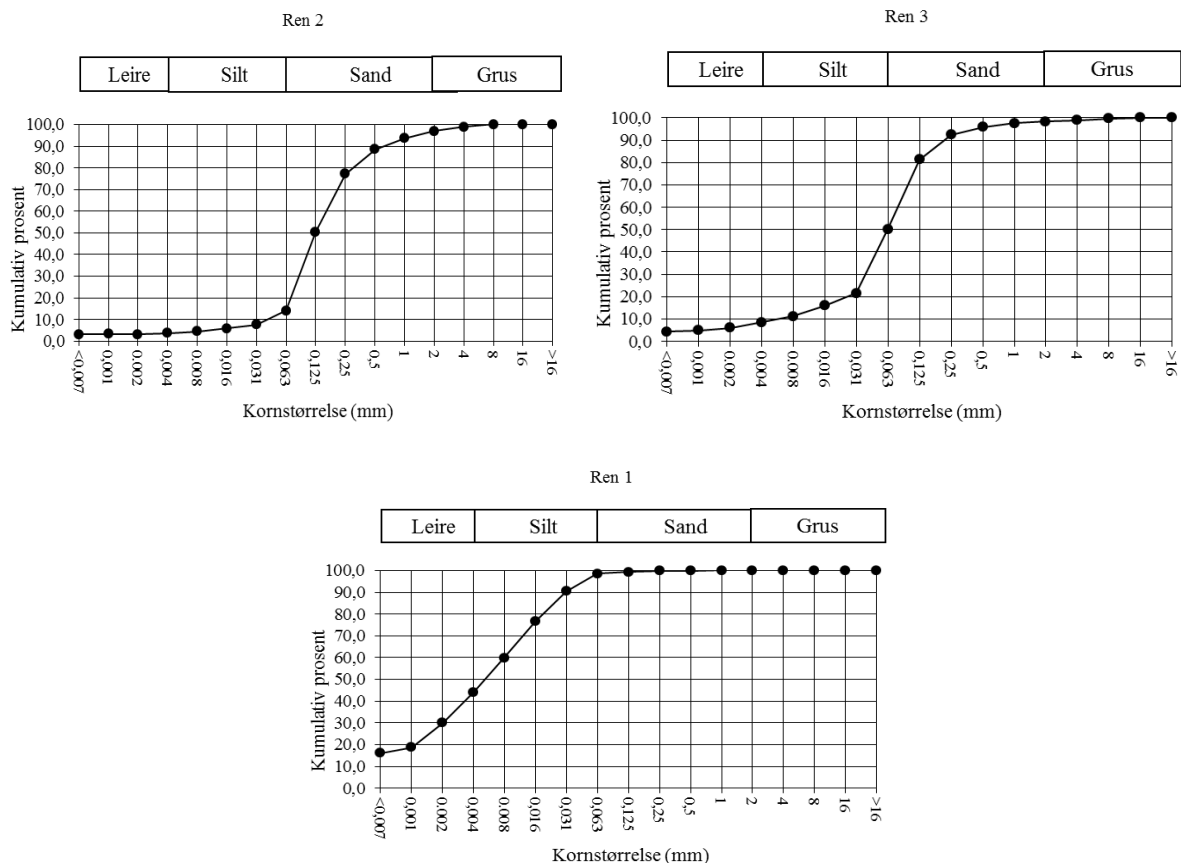 Ren 2
Leire Silt Sand Grus
100,0
90,0
80,0
70,0
60,0
50,0
40,0
30,0
20,0
10,0
0,0
Kumulativ prosent
<0,007 0,001 0.002 0,004 0.008 0,016 0,031 0,063 0,125 0,25 0,5 1 2 4 8 16 >16
Kornstørrelse (mm)
Ren 3
Leire Silt Sand Grus
100,0
90,0
80,0
70,0
60,0
50,0
40,0
30,0
20,0
10,0
0,0
Kumulativ prosent
<0,007 0,001 0.002 0,004 0.008 0,016 0,031 0,063 0,125 0,25 0,5 1 2 4 8 16 >16
Kornstørrelse (mm)
Ren 1
Leire Silt Sand Grus
100,0
90,0
80,0
70,0
60,0
50,0
40,0
30,0
20,0
10,0
0,0
Kumulativ prosent
<0,007 0,001 0.002 0,004 0.008 0,016 0,031 0,063 0,125 0,25 0,5 1 2 4 8 16 >16
Kornstørrelse (mm)